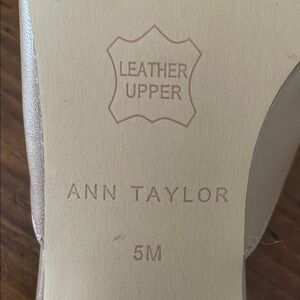 LEATHER
UPPER
ANN TAYLOR
5M